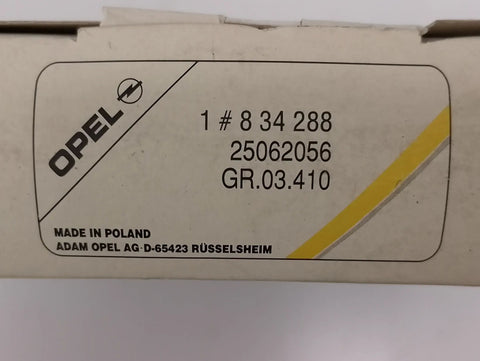 OPEL
1 # 8 34 288
25062056
GR.03.410
MADE IN POLAND
ADAM OPEL AG·D-65423 RÜSSELSHEIM